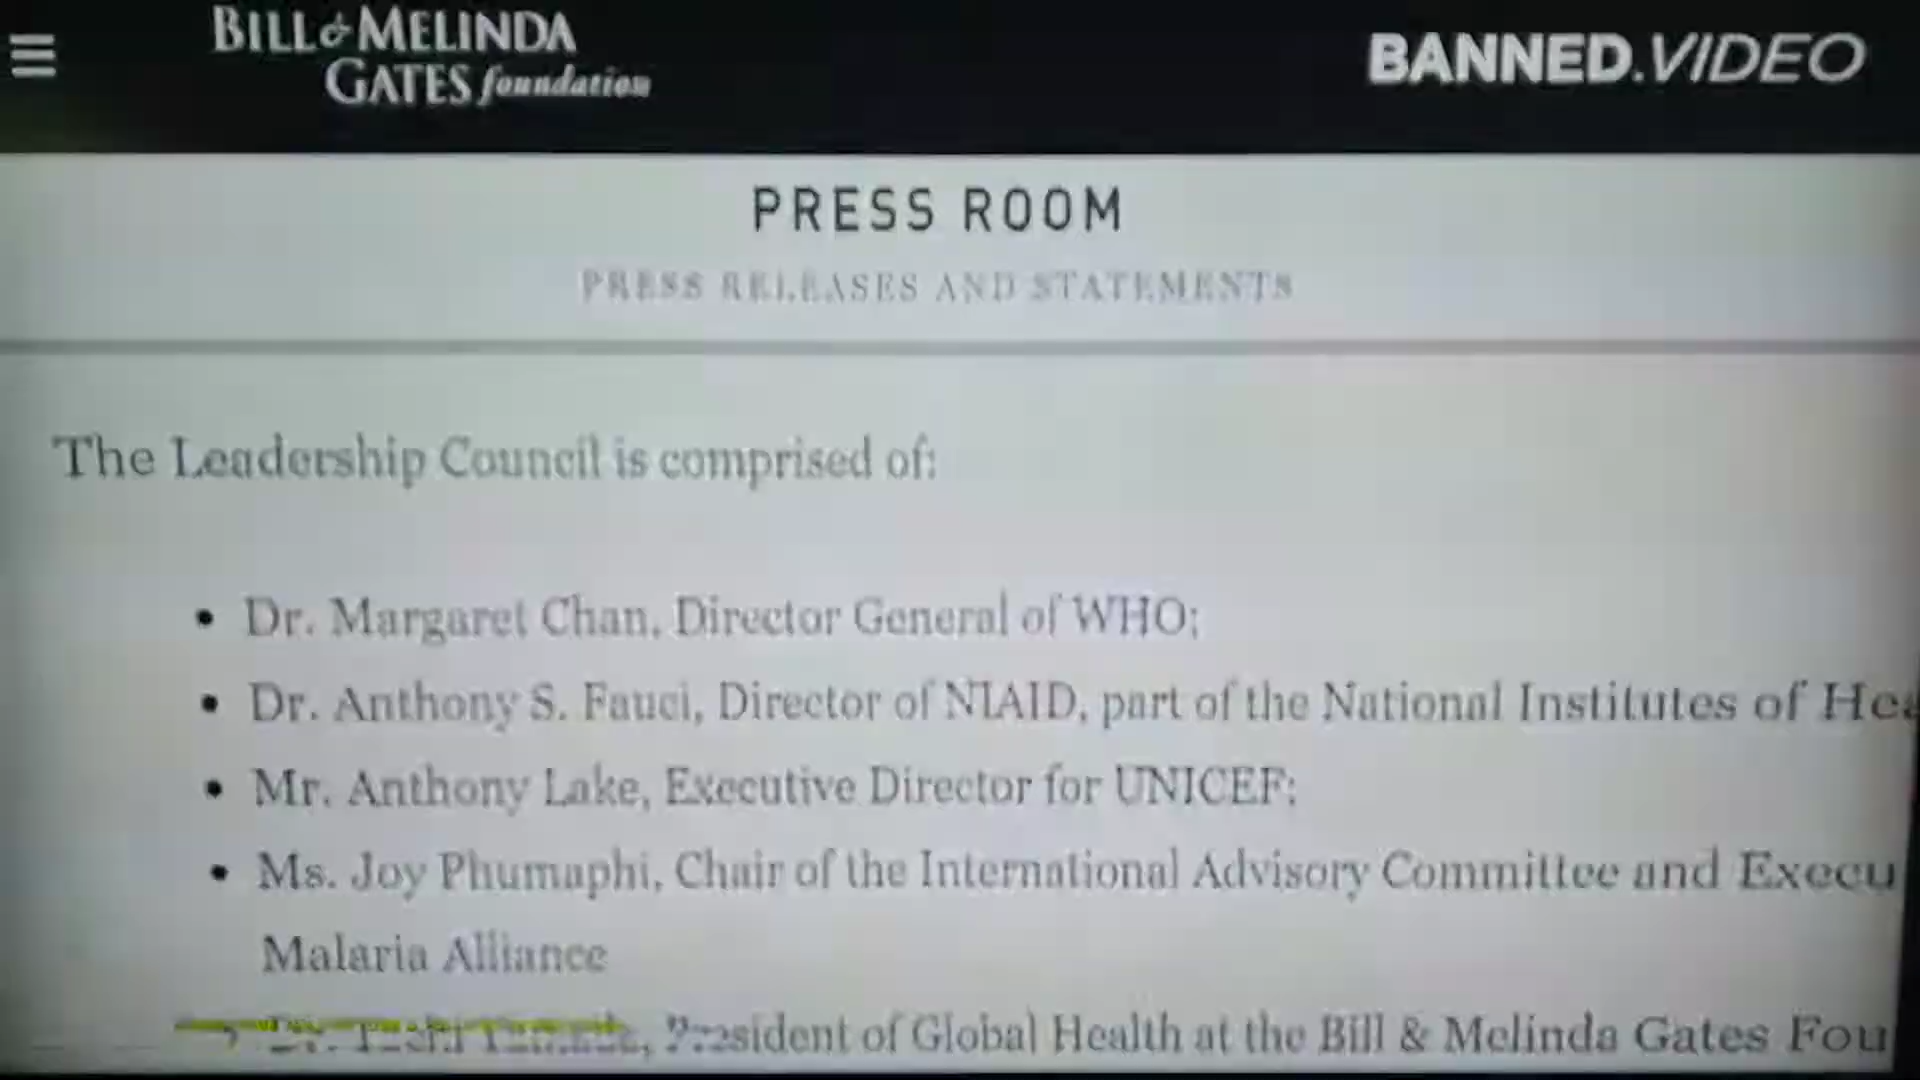 BILL & MELINDA
GATES foundation
BANNED.VIDEO
PRESS ROOM
PRESS RELEASES AND STATEMENTS
The Leadership Council is comprised of:
• Dr. Margaret Chan, Director General of WHO;
• Dr. Anthony S. Fauci, Director of NIAID, part of the National Institutes of Hea
• Mr. Anthony Lake, Executive Director for UNICEF;
• Ms. Joy Phumaphi, Chair of the International Advisory Committee and Execu
Malaria Alliance
President of Global Health at the Bill & Melinda Gates Fou